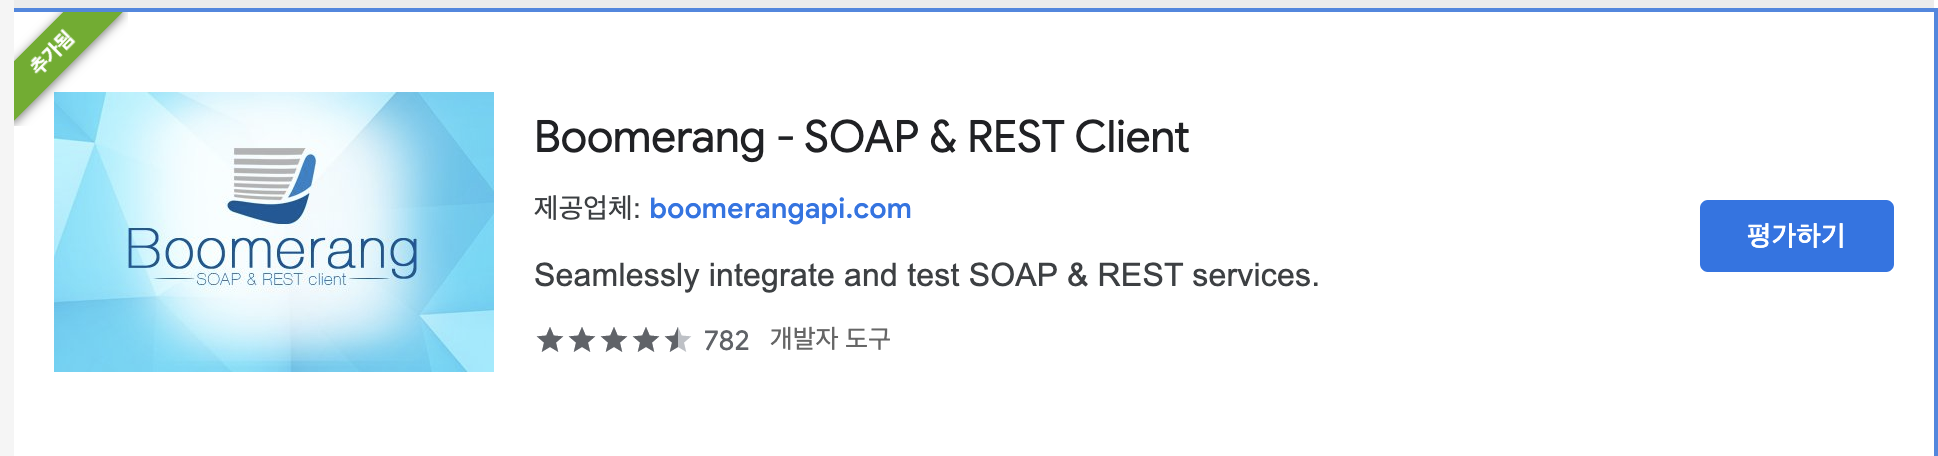 추가됨
Boomerang
SOAP & REST client
Boomerang - SOAP & REST Client
제공업체: boomerangapi.com
Seamlessly integrate and test SOAP & REST services.
782 개발자 도구
평가하기